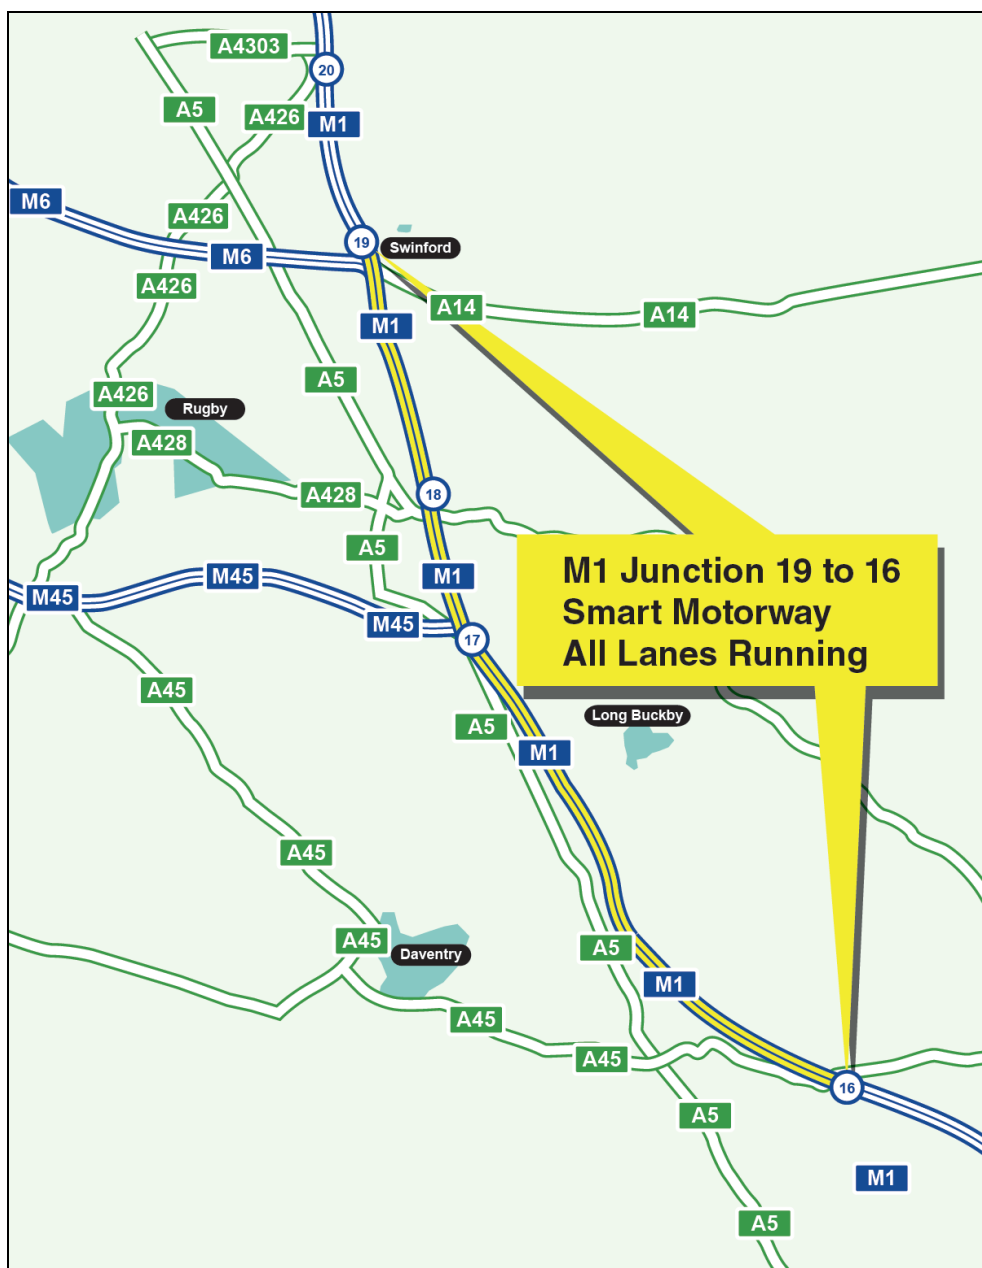 A4303
20
A5
A426
M1
M6
A426
19
Swinford
M6
A426
A14
A14
M1
A5
A426
Rugby
A428
18
A428
A5
M1
M45
M45
M45
17
M1 Junction 19 to 16
Smart Motorway
All Lanes Running
A45
A5
Long Buckby
M1
A45
A45
Daventry
A5
M1
A45
A45
16
A5
M1
A5